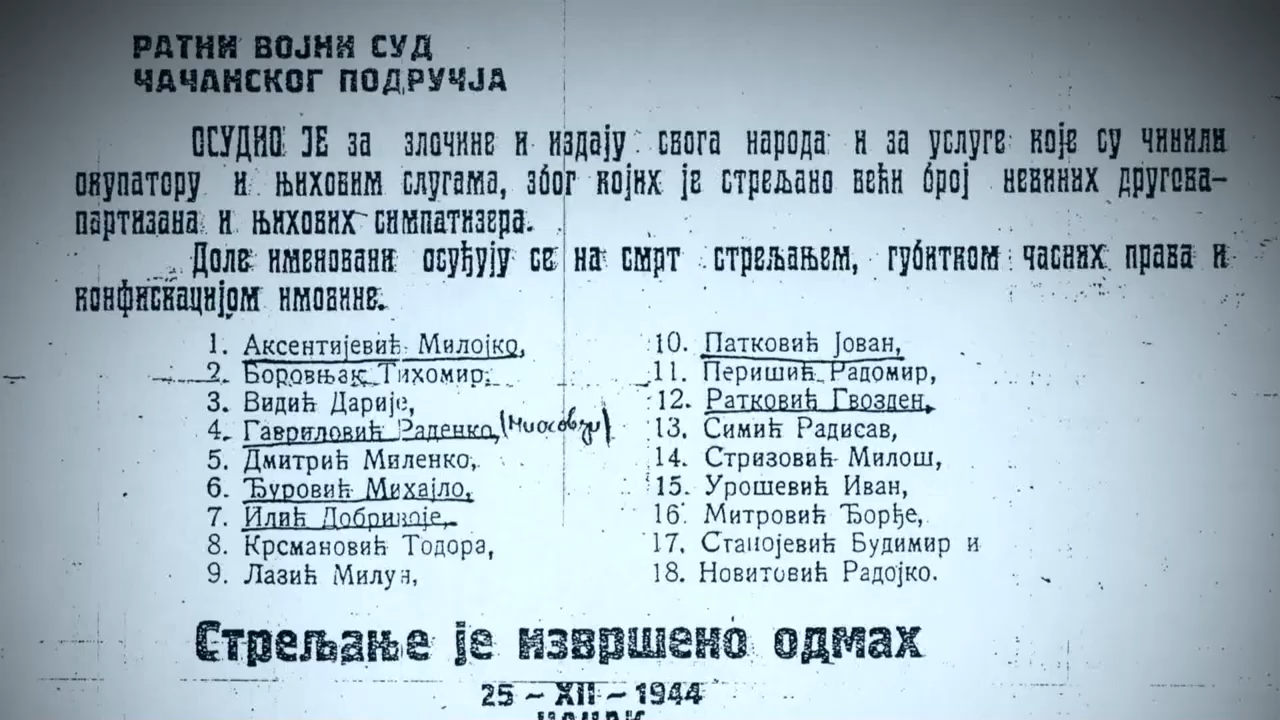 РАТНИ ВОЈНИ СУД
ЧАЧАНСКОГ ПОДРУЧЈА
ОСУДИО ЈЕ за злочине и издају свога народа и за услуге које су чинили
окупатору и њиховим слугама, због којих је стрељано већи број невиних другова-
партизана и њихових симпатизера.
Доле именовани осуђују се на смрт стрељањем, губитком часних права и
конфискацијом имовине.
1. Аксентијевић Милојко,
2. Боровњак Тихомир,
3. Видић Дарије,
4. Гавриловић Раденко,
5. Дмитрић Миленко,
6. Ђуровић Михајло,
7. Илић Добривоје,
8. Крсмановић Тодора,
9. Лазић Милун,
10. Патковић Јован,
11. Перишић Радомир,
12. Ратковић Гвозден,
13. Симић Радисав,
14. Стризовић Милош,
15. Урошевић Иван,
16. Митровић Ђорђе,
17. Станојевић Будимир и
18. Новитовић Радојко.
Стрељање је извршено одмах
25 – XII – 1944
ЧАЧАК